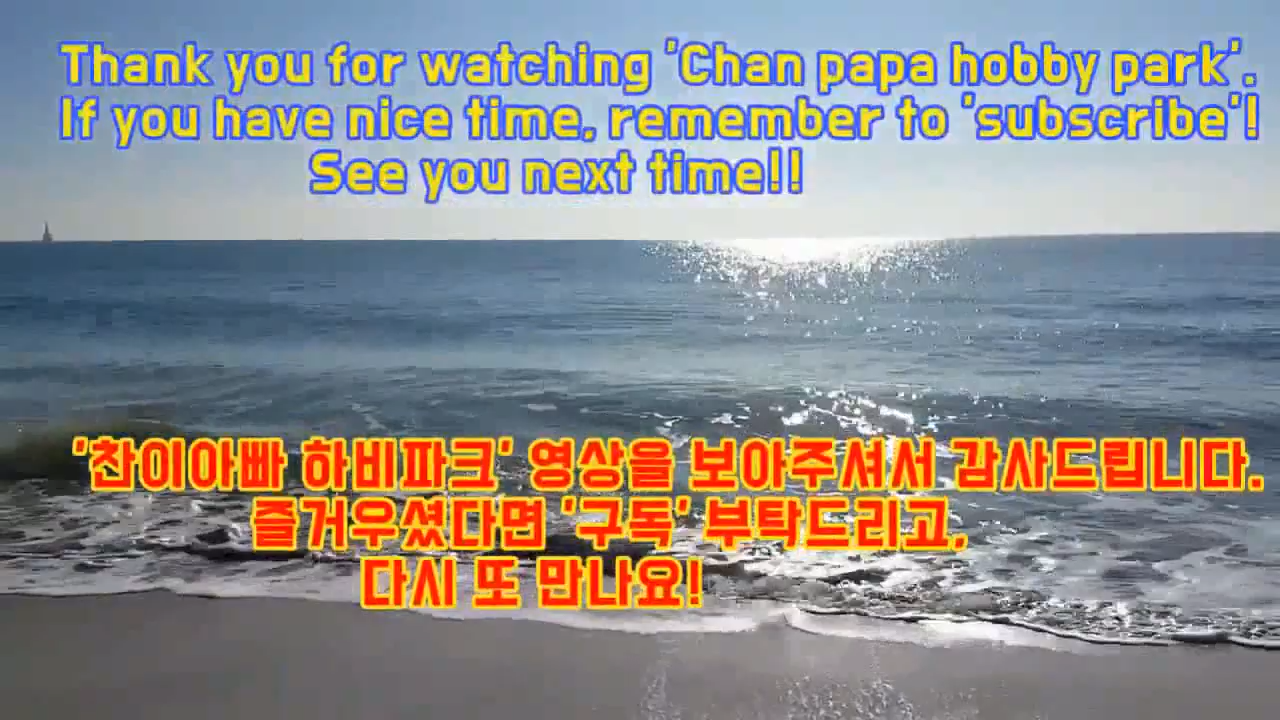 Thank you for watching 'Chan papa hobby park'.
If you have nice time, remember to 'subscribe'!
See you next time!!
'찬이아빠 하비파크' 영상을 보아주셔서 감사드립니다.
즐거우셨다면 '구독' 부탁드리고,
다시 또 만나요!